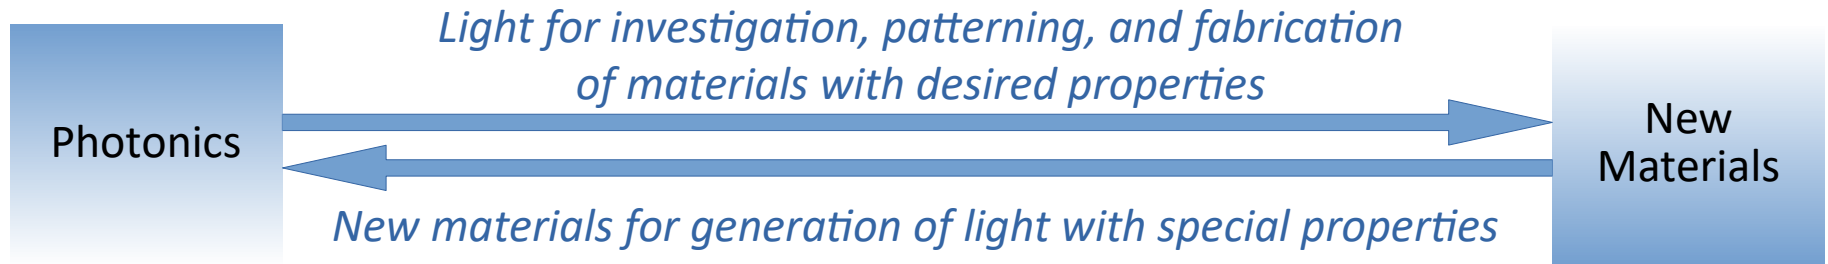 Light for investigation, patterning, and fabrication
of materials with desired properties
Photonics
New
Materials
New materials for generation of light with special properties